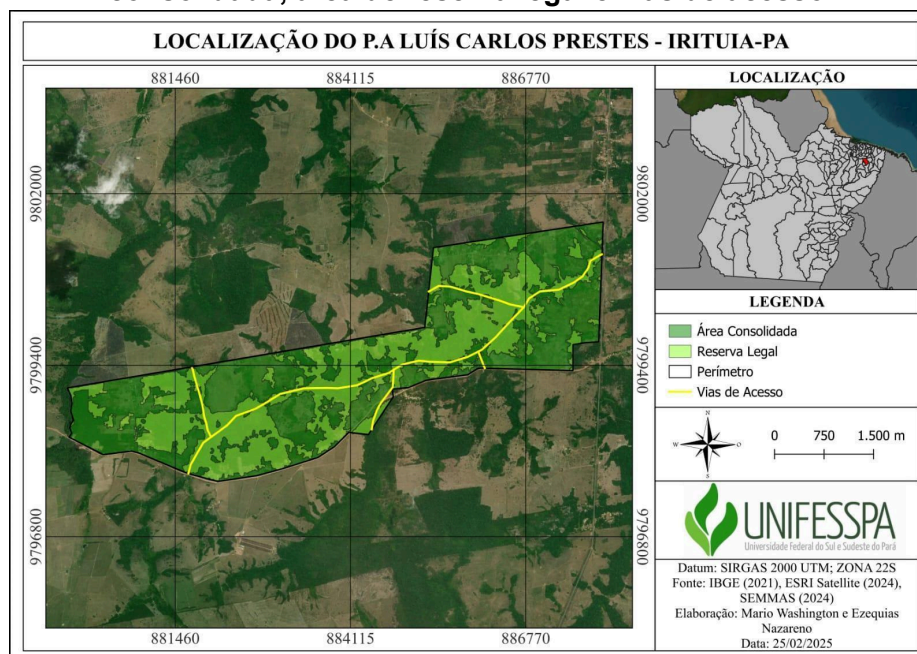 LOCALIZAÇÃO DO P.A LUÍS CARLOS PRESTES - IRITUIA-PA
881460 884115 886770
9802000 9802000
9799400
9796800 9796800
881460 884115 886770
LOCALIZAÇÃO
LEGENDA
Área Consolidada
Reserva Legal
Perímetro
Vias de Acesso
N
W O
S
0 750 1.500 m
UNIFESSPA
Universidade Federal do Sul e Sudeste do Pará
Datum: SIRGAS 2000 UTM; ZONA 22S
Fonte: IBGE (2021), ESRI Satellite (2024),
SEMMAS (2024)
Elaboração: Mario Washington e Ezequias
Nazareno
Data: 25/02/2025
9799400